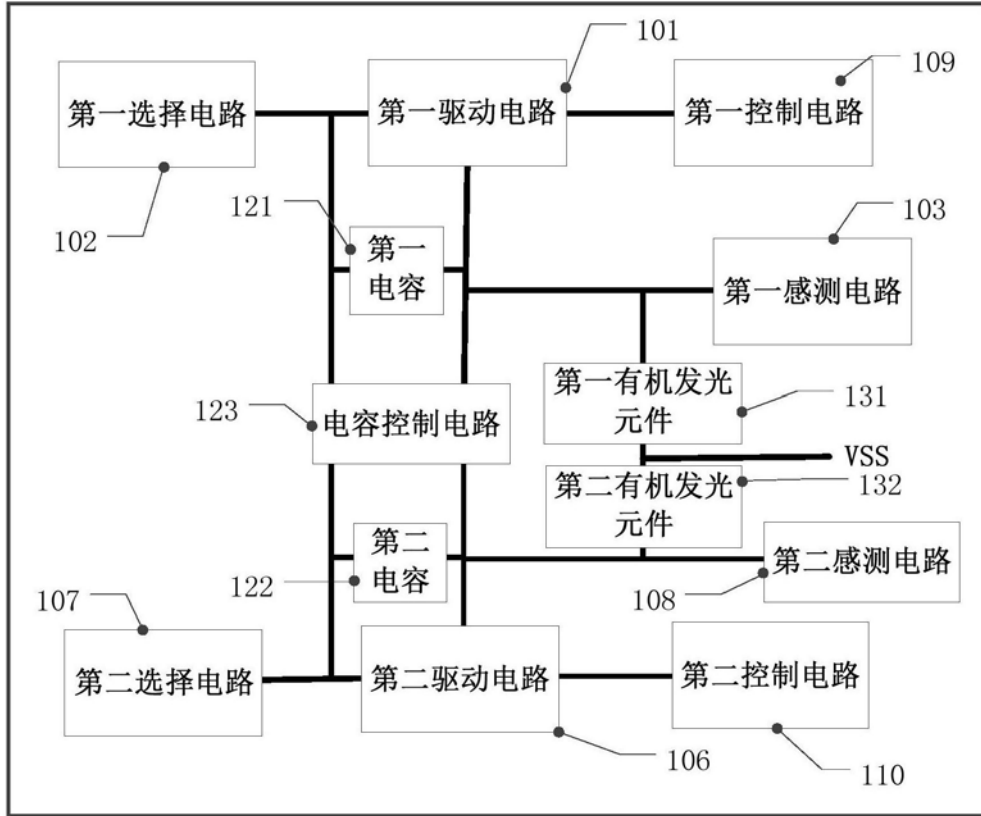 101
109
第一选择电路
第一驱动电路
第一控制电路
102
121
103
第一
电容
第一感测电路
第一有机发光
元件
131
123
电容控制电路
VSS
第二有机发光
元件
132
第二
电容
122
第二感测电路
108
107
第二选择电路
第二驱动电路
第二控制电路
106
110